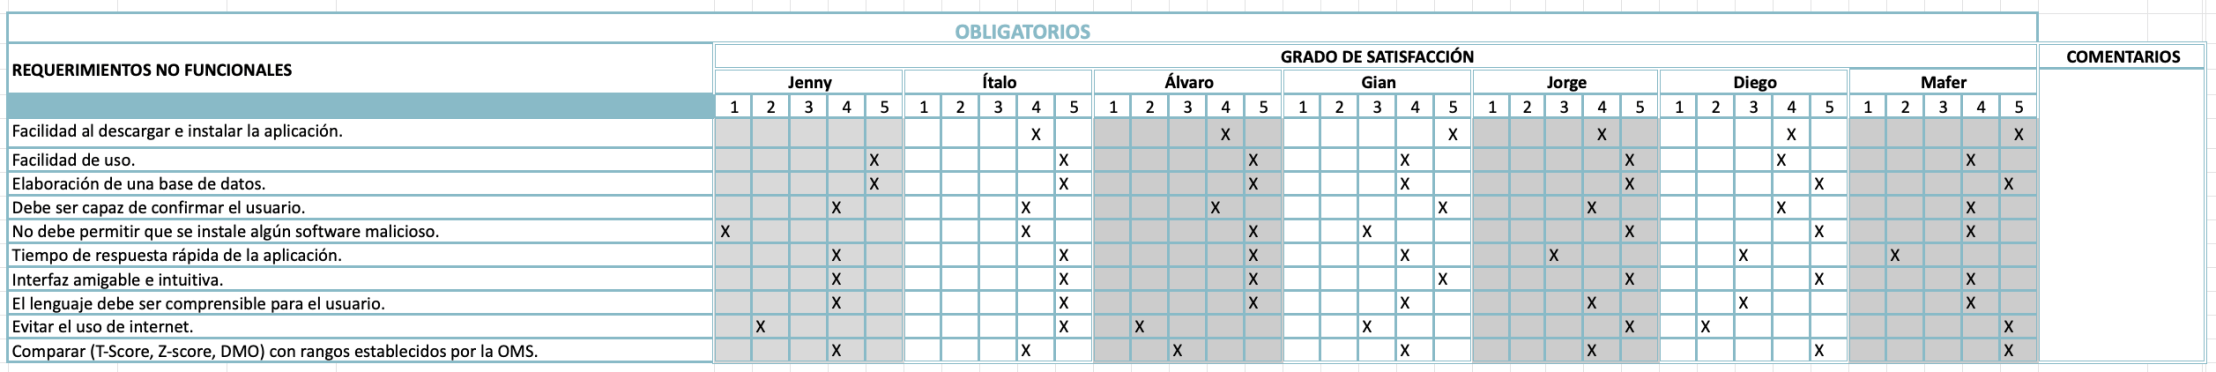 OBLIGATORIOS
REQUERIMIENTOS NO FUNCIONALES GRADO DE SATISFACCIÓN COMENTARIOS
Jenny Ítalo Álvaro Gian Jorge Diego Mafer
1 2 3 4 5 1 2 3 4 5 1 2 3 4 5 1 2 3 4 5 1 2 3 4 5 1 2 3 4 5 1 2 3 4 5
Facilidad al descargar e instalar la aplicación. X X X X X X
Facilidad de uso. X X X X X X X
Elaboración de una base de datos. X X X X X X X
Debe ser capaz de confirmar el usuario. X X X X X X X
No debe permitir que se instale algún software malicioso. X X X X X X X
Tiempo de respuesta rápida de la aplicación. X X X X X X X
Interfaz amigable e intuitiva. X X X X X X X
El lenguaje debe ser comprensible para el usuario. X X X X X X X
Evitar el uso de internet. X X X X X X X
Comparar (T-Score, Z-score, DMO) con rangos establecidos por la OMS. X X X X X X X